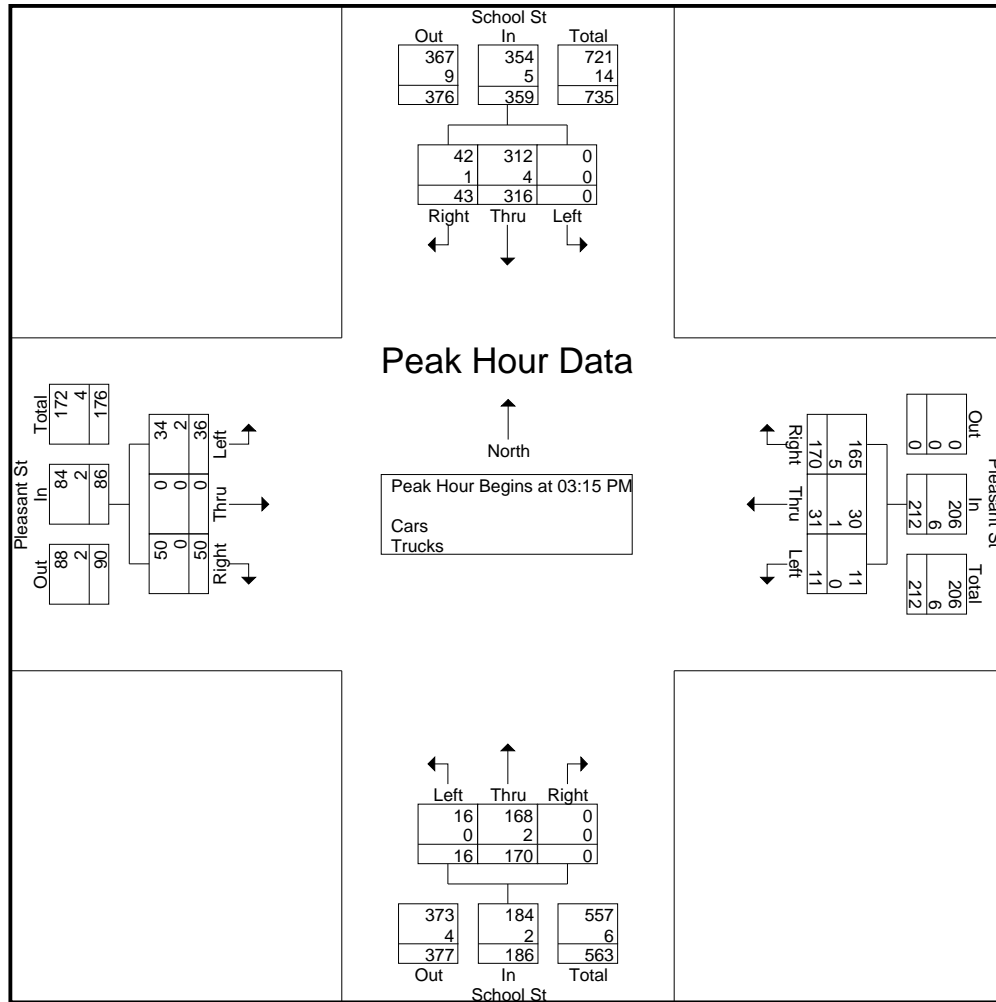 School St
Out In Total
367 354 721
9 5 14
376 359 735
42 312 0
1 4 0
43 316 0
Right Thru Left
Peak Hour Data
North
Peak Hour Begins at 03:15 PM
Cars
Trucks
Pleasant St
Out In Total
88 84 172
2 2 4
90 86 176
Right Thru Left
50 0 34
0 0 2
50 0 36
Pleasant St
Out In Total
0 206 206
0 6 6
0 212 212
165 30 11
5 1 0
170 31 11
Right Thru Left
Left Thru Right
16 168 0
0 2 0
16 170 0
373 184 557
4 2 6
377 186 563
Out In Total
School St